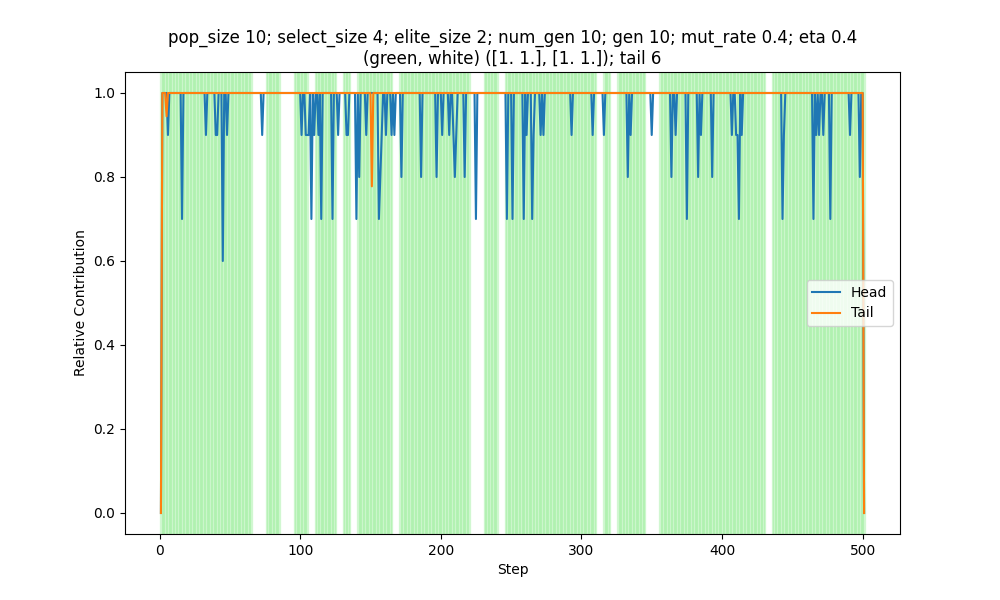 pop_size 10; select_size 4; elite_size 2; num_gen 10; gen 10; mut_rate 0.4; eta 0.4
(green, white) ([1. 1.], [1. 1.]); tail 6
1.0
0.8
0.6
0.4
0.2
0.0
Relative Contribution
Head
Tail
0
100
200
300
400
500
Step